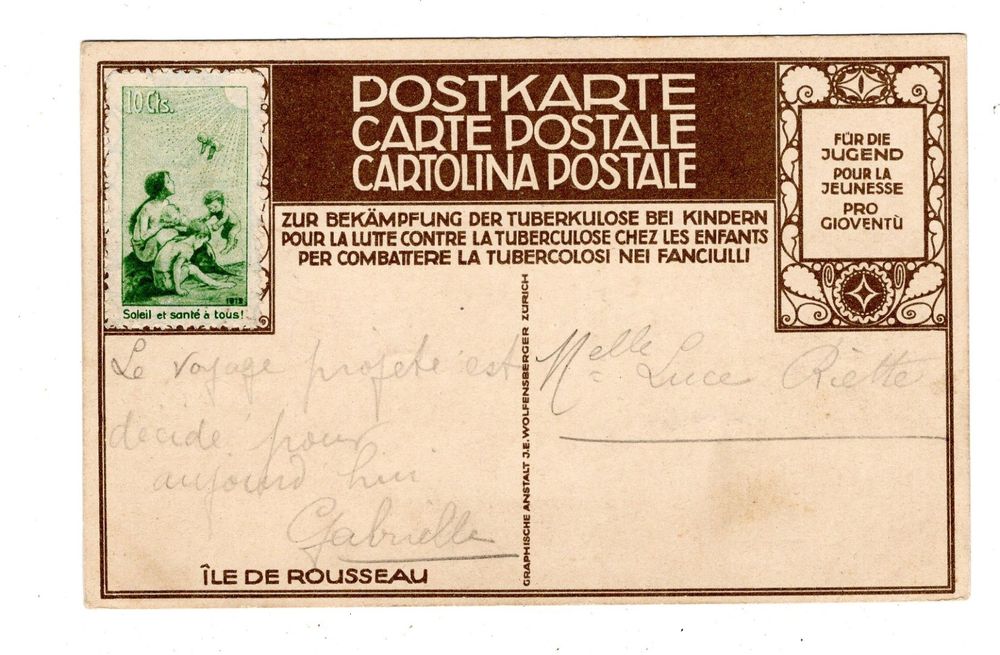 10 Cts.
1912
Soleil et santé à tous!
POSTKARTE
CARTE POSTALE
CARTOLINA POSTALE
FÜR DIE
JUGEND
POUR LA
JEUNESSE
PRO
GIOVENTÙ
ZUR BEKÄMPFUNG DER TUBERKULOSE BEI KINDERN
POUR LA LUTTE CONTRE LA TUBERCULOSE CHEZ LES ENFANTS
PER COMBATTERE LA TUBERCOLOSI NEI FANCIULLI
Le voyage projeté est
décidé pour
aujourd hui
Gabrielle
ÎLE DE ROUSSEAU
GRAPHISCHE ANSTALT J.E. WOLFENSBERGER ZÜRICH
Melle Luce Riette